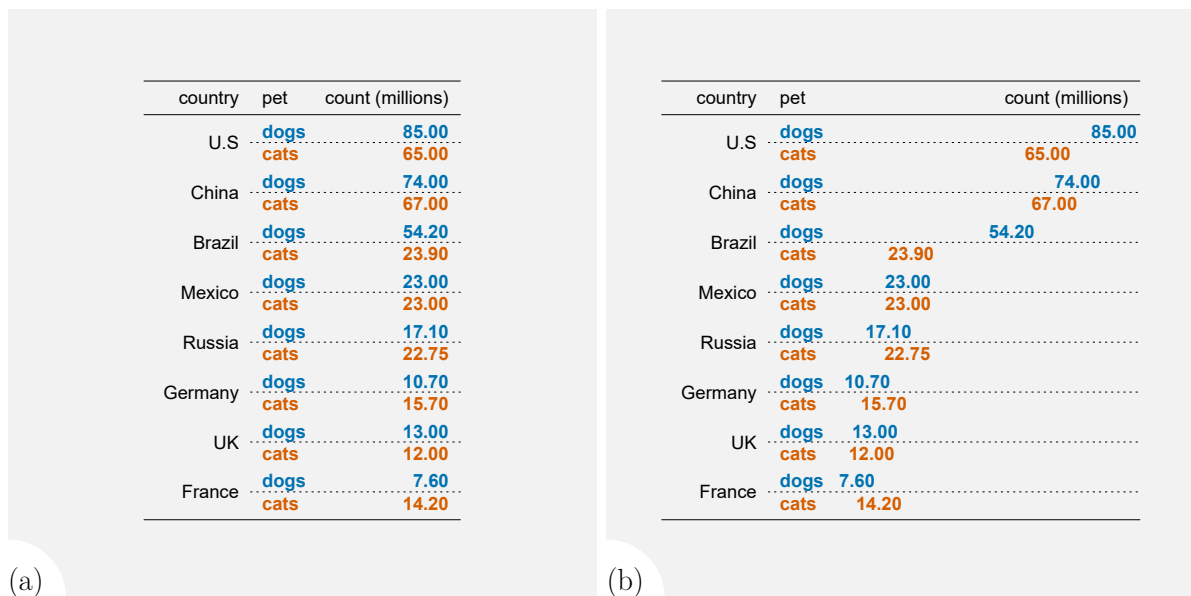 country pet count (millions)
U.S
dogs 85.00
cats 65.00
China
dogs 74.00
cats 67.00
Brazil
dogs 54.20
cats 23.90
Mexico
dogs 23.00
cats 23.00
Russia
dogs 17.10
cats 22.75
Germany
dogs 10.70
cats 15.70
UK
dogs 13.00
cats 12.00
France
dogs 7.60
cats 14.20
(a)
country pet count (millions)
U.S
dogs 85.00
cats 65.00
China
dogs 74.00
cats 67.00
Brazil
dogs 54.20
cats 23.90
Mexico
dogs 23.00
cats 23.00
Russia
dogs 17.10
cats 22.75
Germany
dogs 10.70
cats 15.70
UK
dogs 13.00
cats 12.00
France
dogs 7.60
cats 14.20
(b)